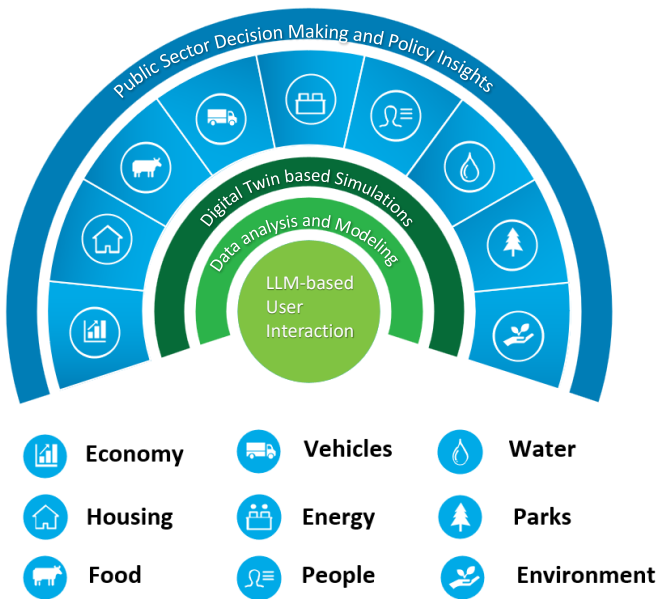 Public Sector Decision Making and Policy Insights
Digital Twin based Simulations
Data analysis and Modeling
LLM-based
User
Interaction
Economy
Vehicles
Water
Housing
Energy
Parks
Food
People
Environment